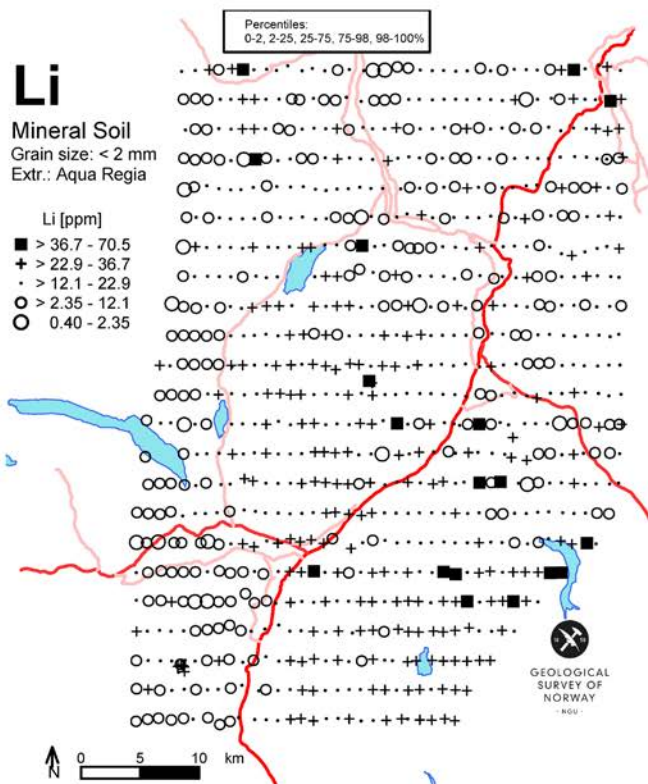 Percentiles:
0-2, 2-25, 25-75, 75-98, 98-100%
Li
Mineral Soil
Grain size: < 2 mm
Extr.: Aqua Regia
Li [ppm]
> 36.7 - 70.5
> 22.9 - 36.7
> 12.1 - 22.9
> 2.35 - 12.1
0.40 - 2.35
GEOLOGICAL
SURVEY OF
NORWAY
- NGU -
N
0 5 10 km